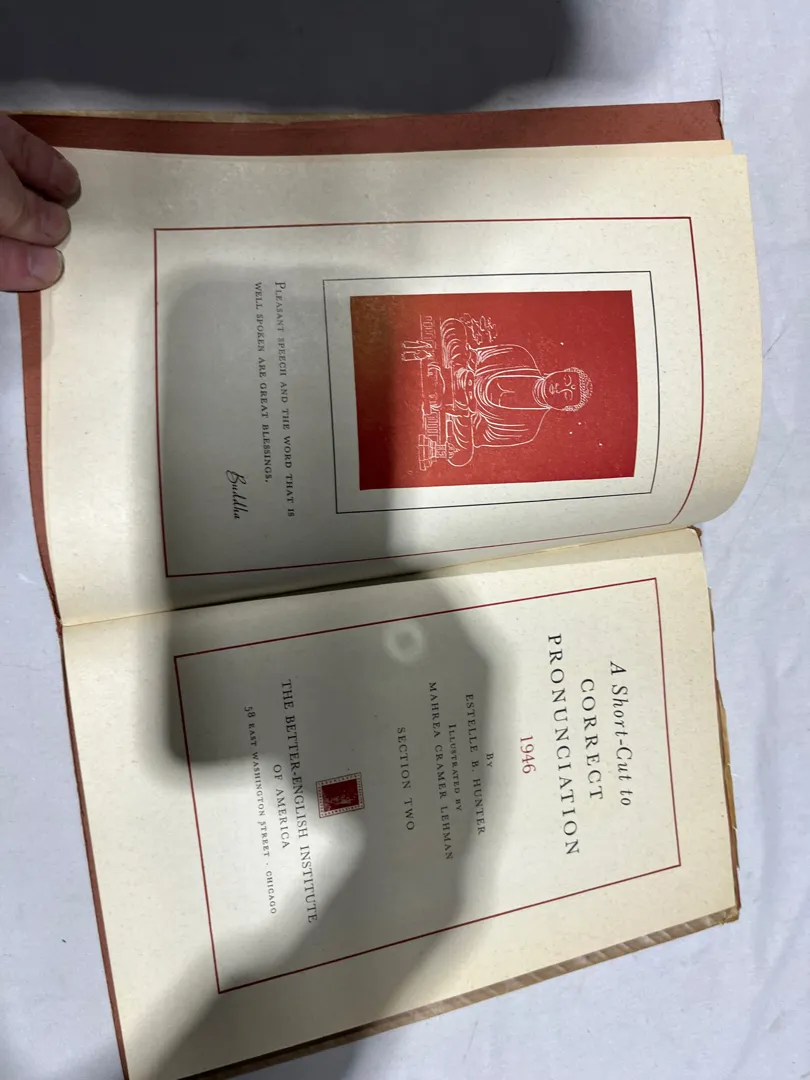 PLEASANT SPEECH AND THE WORD THAT IS
WELL SPOKEN ARE GREAT BLESSINGS.
Buddha
A Short-Cut to
CORRECT
PRONUNCIATION
1946
BY
ESTELLE B. HUNTER
ILLUSTRATED BY
MAHREA CRAMER LEHMAN
SECTION TWO
THE BETTER-ENGLISH INSTITUTE
OF AMERICA
58 EAST WASHINGTON STREET · CHICAGO